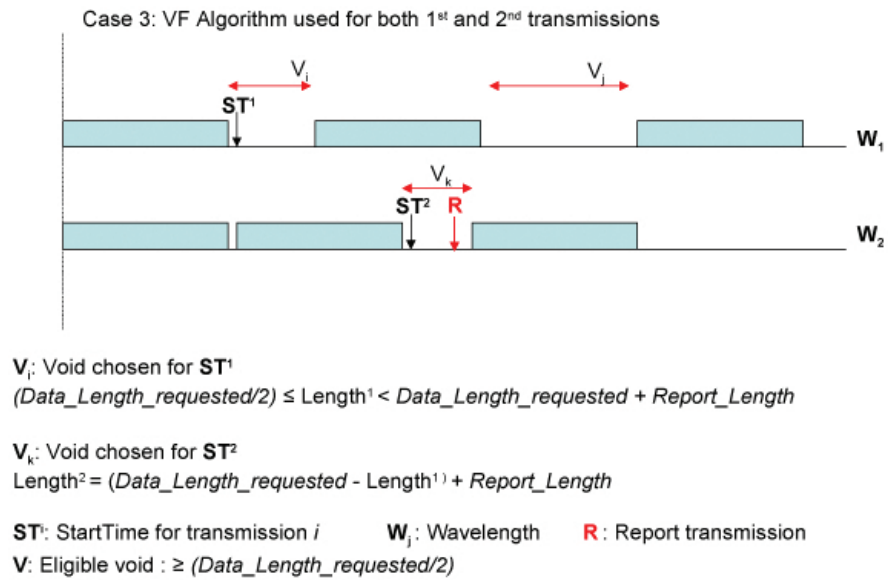 Case 3: VF Algorithm used for both 1st and 2nd transmissions
Vi
Vj
ST¹
W₁
Vk
ST² R
W₂
Vi: Void chosen for ST¹
(Data_Length_requested/2) ≤ Length¹ < Data_Length_requested + Report_Length
Vk: Void chosen for ST²
Length² = (Data_Length_requested - Length¹⁾ + Report_Length
STⁱ: StartTime for transmission i Wj: Wavelength R: Report transmission
V: Eligible void : ≥ (Data_Length_requested/2)